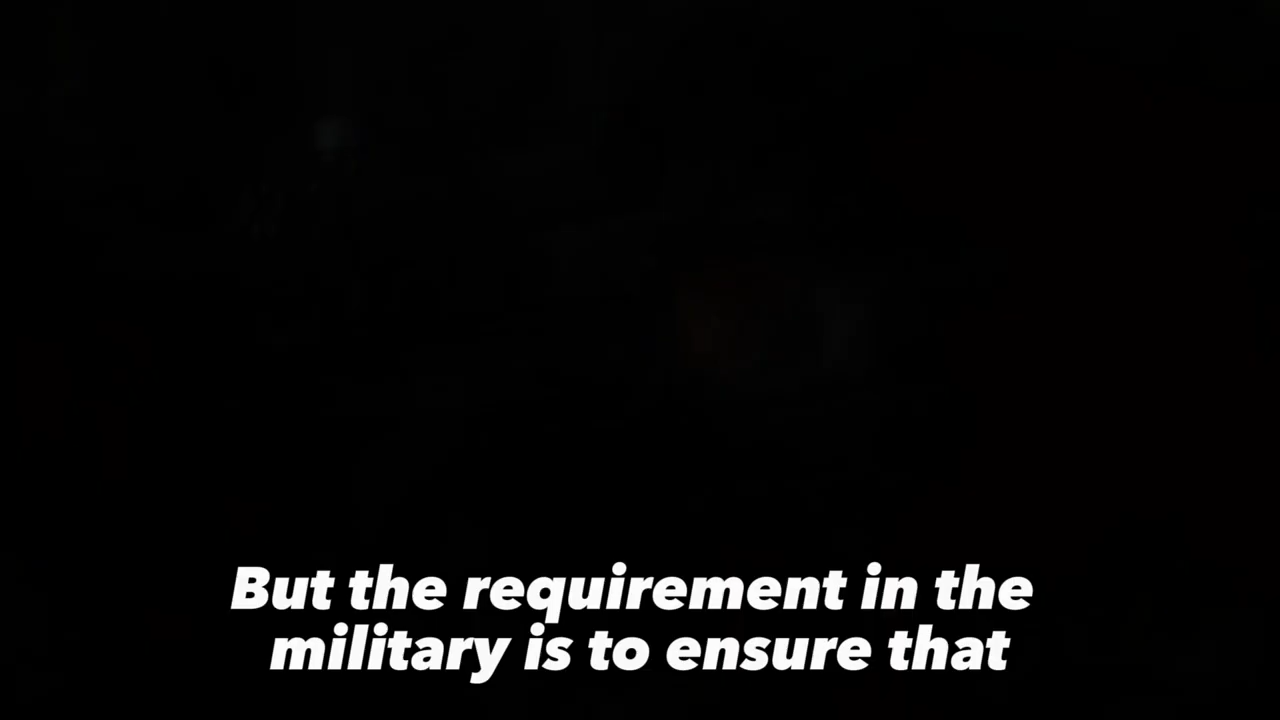 But the requirement in the
military is to ensure that